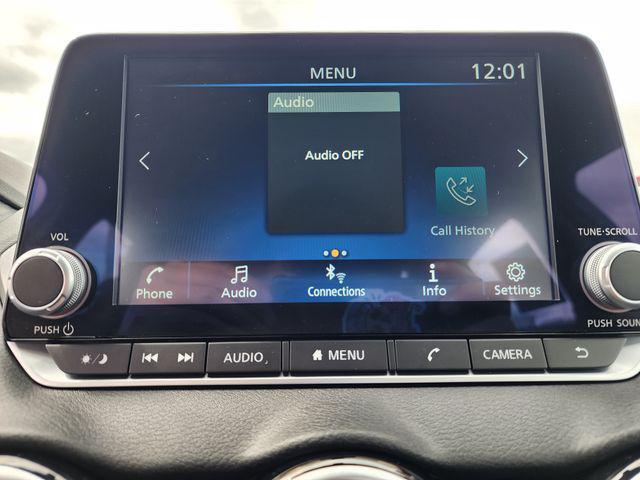 MENU 12:01
Audio
Audio OFF
Call History
VOL
TUNE·SCROLL
Phone Audio Connections Info Settings
PUSH
PUSH SOUN
AUDIO MENU CAMERA